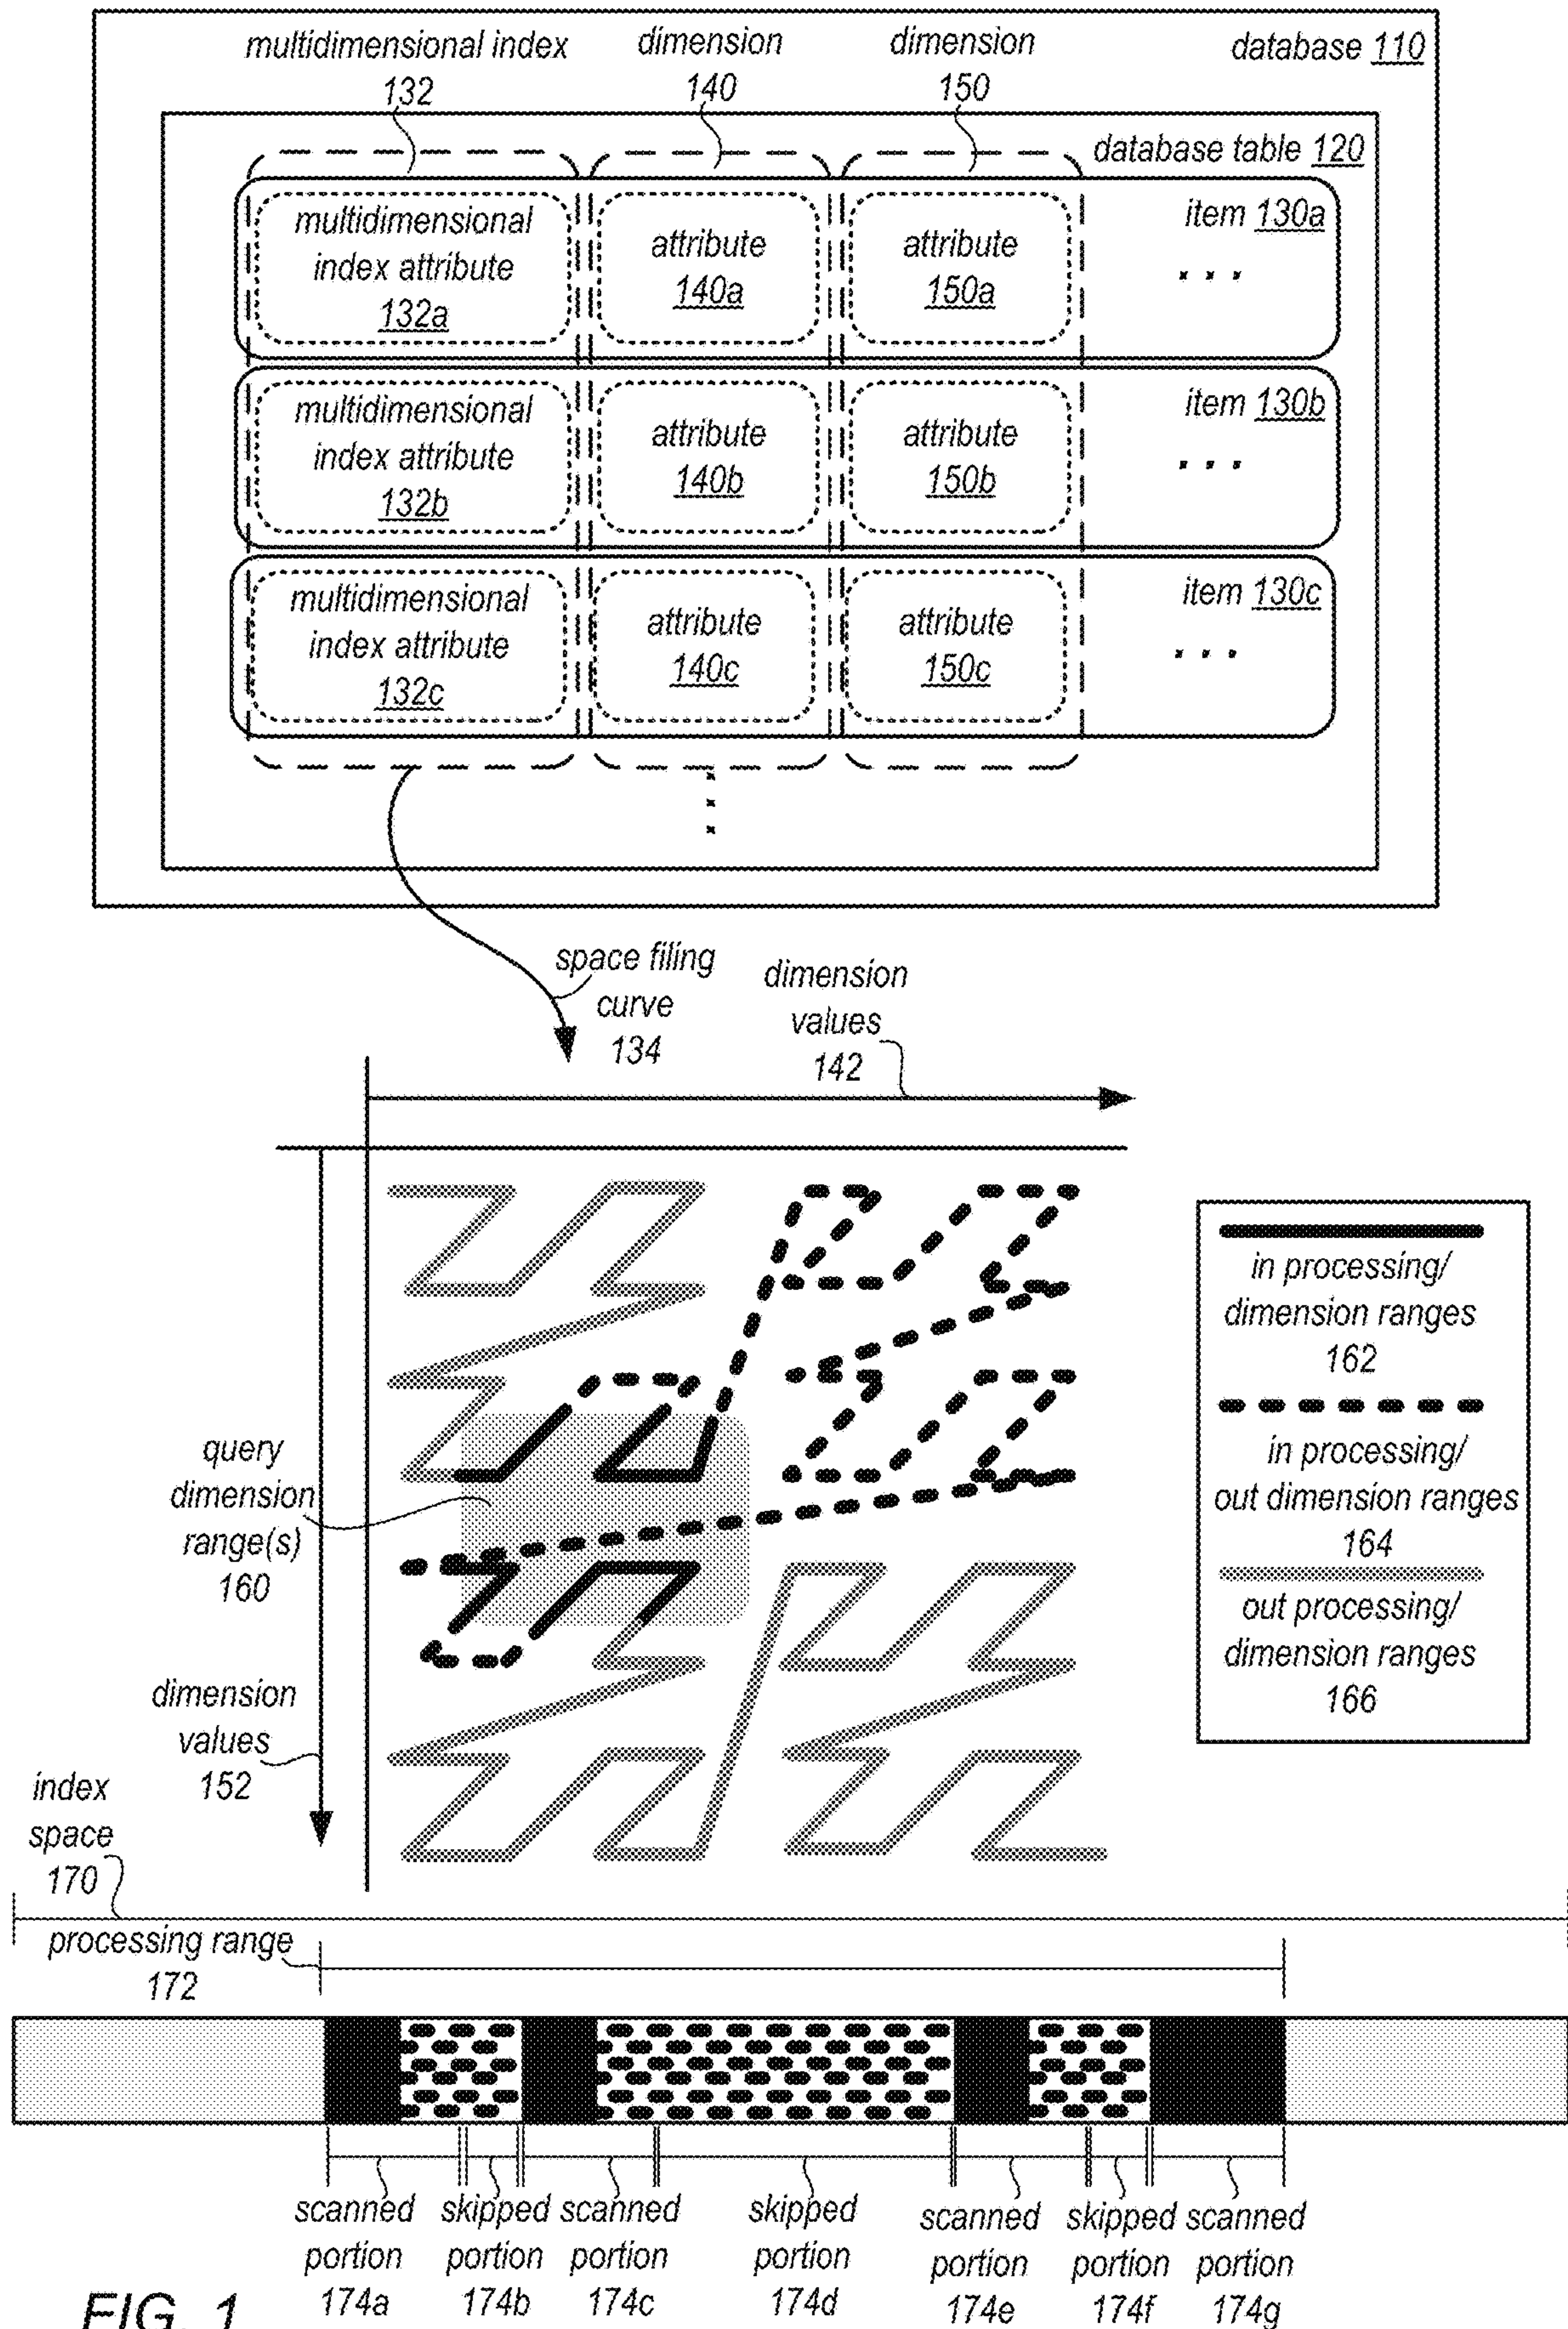 multidimensional index
132
dimension
140
dimension
150
database 110
database table 120
multidimensional
index attribute
132a
attribute
140a
attribute
150a
item 130a
. . .
multidimensional
index attribute
132b
attribute
140b
attribute
150b
item 130b
. . .
multidimensional
index attribute
132c
attribute
140c
attribute
150c
item 130c
. . .
space filing
curve
134
dimension
values
142
in processing/
dimension ranges
162
in processing/
out dimension ranges
164
out processing/
dimension ranges
166
query
dimension
range(s)
160
dimension
values
152
index
space
170
processing range
172
scanned
portion
174a
skipped
portion
174b
scanned
portion
174c
skipped
portion
174d
scanned
portion
174e
skipped
portion
174f
scanned
portion
174g
FIG. 1